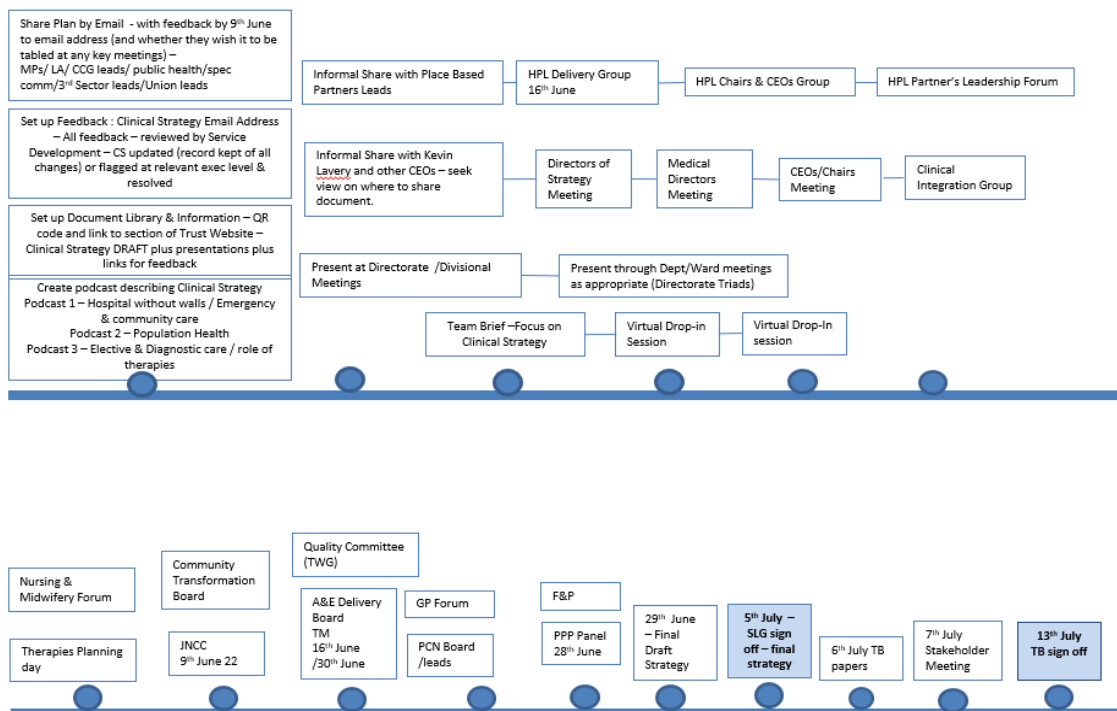 Share Plan by Email - with feedback by 9th June
to email address (and whether they wish it to be
tabled at any key meetings) –
MPs/ LA/ CCG leads/ public health/spec
comm/3rd Sector leads/Union leads
Set up Feedback : Clinical Strategy Email Address
– All feedback – reviewed by Service
Development – CS updated (record kept of all
changes) or flagged at relevant exec level &
resolved
Set up Document Library & Information – QR
code and link to section of Trust Website –
Clinical Strategy DRAFT plus presentations plus
links for feedback
Create podcast describing Clinical Strategy
Podcast 1 – Hospital without walls / Emergency
& community care
Podcast 2 – Population Health
Podcast 3 – Elective & Diagnostic care / role of
therapies
Informal Share with Place Based
Partners Leads
HPL Delivery Group
16th June
HPL Chairs & CEOs Group
HPL Partner's Leadership Forum
Informal Share with Kevin
Lavery and other CEOs – seek
view on where to share
document.
Directors of
Strategy
Meeting
Medical
Directors
Meeting
CEOs/Chairs
Meeting
Clinical
Integration Group
Present at Directorate /Divisional
Meetings
Present through Dept/Ward meetings
as appropriate (Directorate Triads)
Team Brief –Focus on
Clinical Strategy
Virtual Drop-in
Session
Virtual Drop-In
session
Nursing &
Midwifery Forum
Therapies Planning
day
Community
Transformation
Board
JNCC
9th June 22
Quality Committee
(TWG)
A&E Delivery
Board
TM
16th June
/30th June
GP Forum
PCN Board
/leads
F&P
PPP Panel
28th June
29th June
– Final
Draft
Strategy
5th July –
SLG sign
off – final
strategy
6th July TB
papers
7th July
Stakeholder
Meeting
13th July
TB sign off